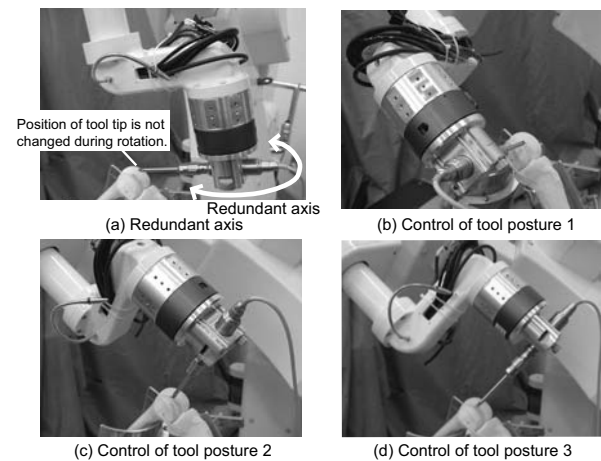 Position of tool tip is not
changed during rotation.
Redundant axis
(a) Redundant axis
(b) Control of tool posture 1
(c) Control of tool posture 2
(d) Control of tool posture 3